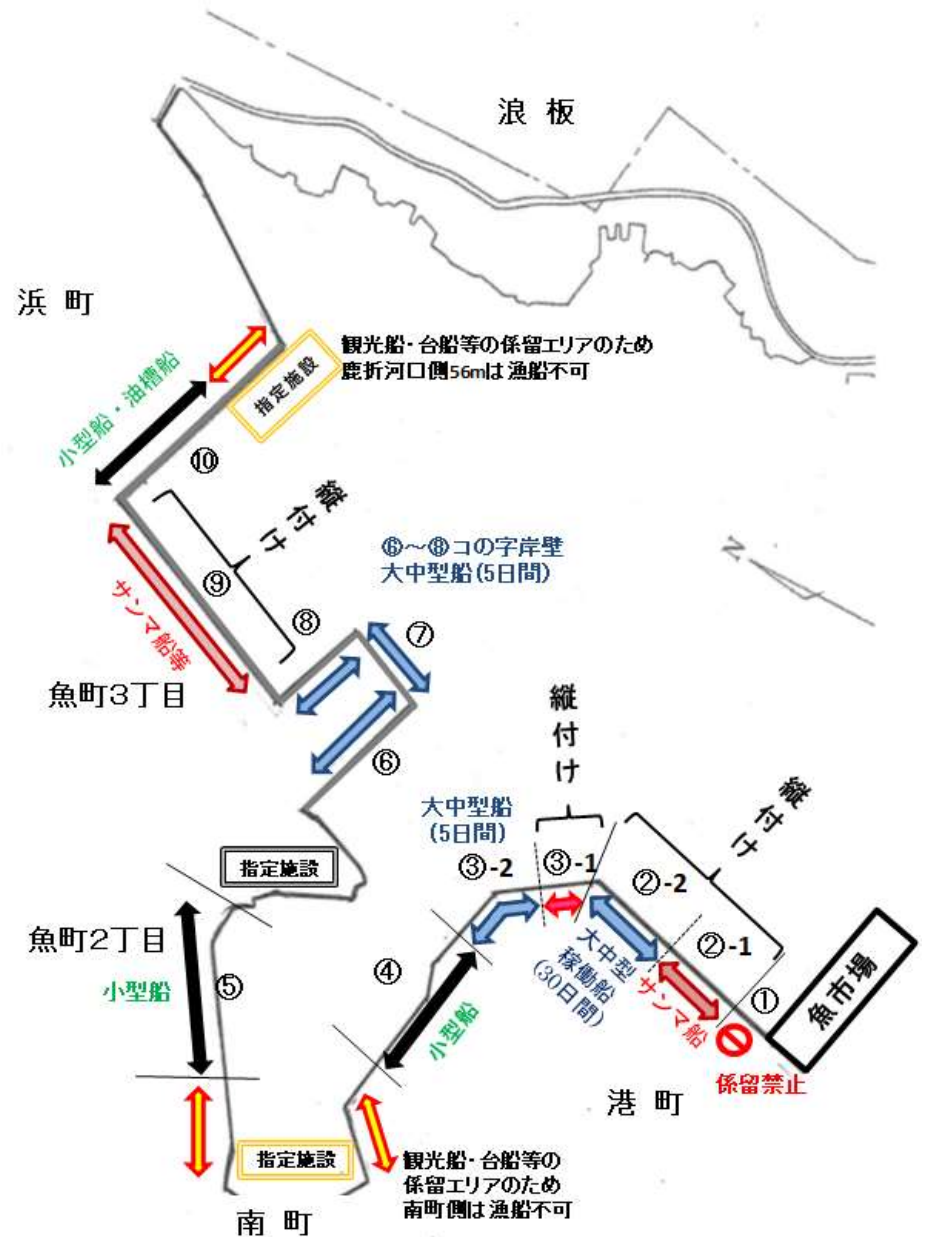 浪 板
浜 町
観光船・台船等の係留エリアのため
鹿折河口側56mは漁船不可
指定施設
小型船・油槽船
⑩
縦付け
N
⑥～⑧コの字岸壁
大中型船(5日間)
⑨
⑧
⑦
サンマ船等
魚町3丁目
⑥
縦付け
縦付け
大中型船
(5日間)
③-2
③-1
②-2
②-1
①
魚市場
指定施設
魚町2丁目
小型船
⑤
④
小型船
大中型
稼働船
(30日間)
サンマ船
係留禁止
港 町
指定施設
観光船・台船等の
係留エリアのため
南町側は漁船不可
南 町